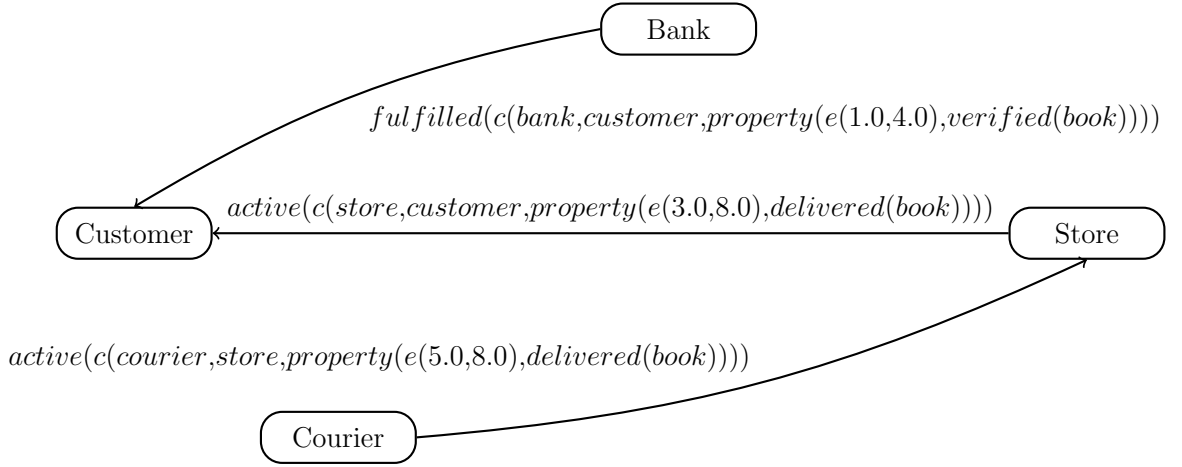 Bank
fulfilled(c(bank,customer,property(e(1.0,4.0),verified(book))))
active(c(store,customer,property(e(3.0,8.0),delivered(book))))
Customer
Store
active(c(courier,store,property(e(5.0,8.0),delivered(book))))
Courier